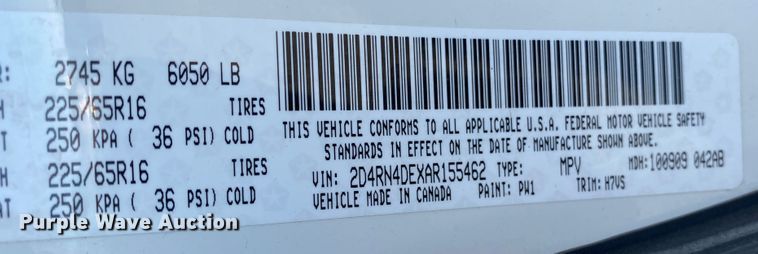 R: 2745 KG 6050 LB
H 225/65R16 TIRES
AT 250 KPA ( 36 PSI) COLD
H 225/65R16 TIRES
AT 250 KPA ( 36 PSI) COLD
THIS VEHICLE CONFORMS TO ALL APPLICABLE U.S.A. FEDERAL MOTOR VEHICLE SAFETY
STANDARDS IN EFFECT ON THE DATE OF MANUFACTURE SHOWN ABOVE.
VIN: 2D4RN4DEXAR155462 TYPE: MPV MDH: 100909 042AB
VEHICLE MADE IN CANADA PAINT: PW1 TRIM: H7VS
Purple Wave Auction